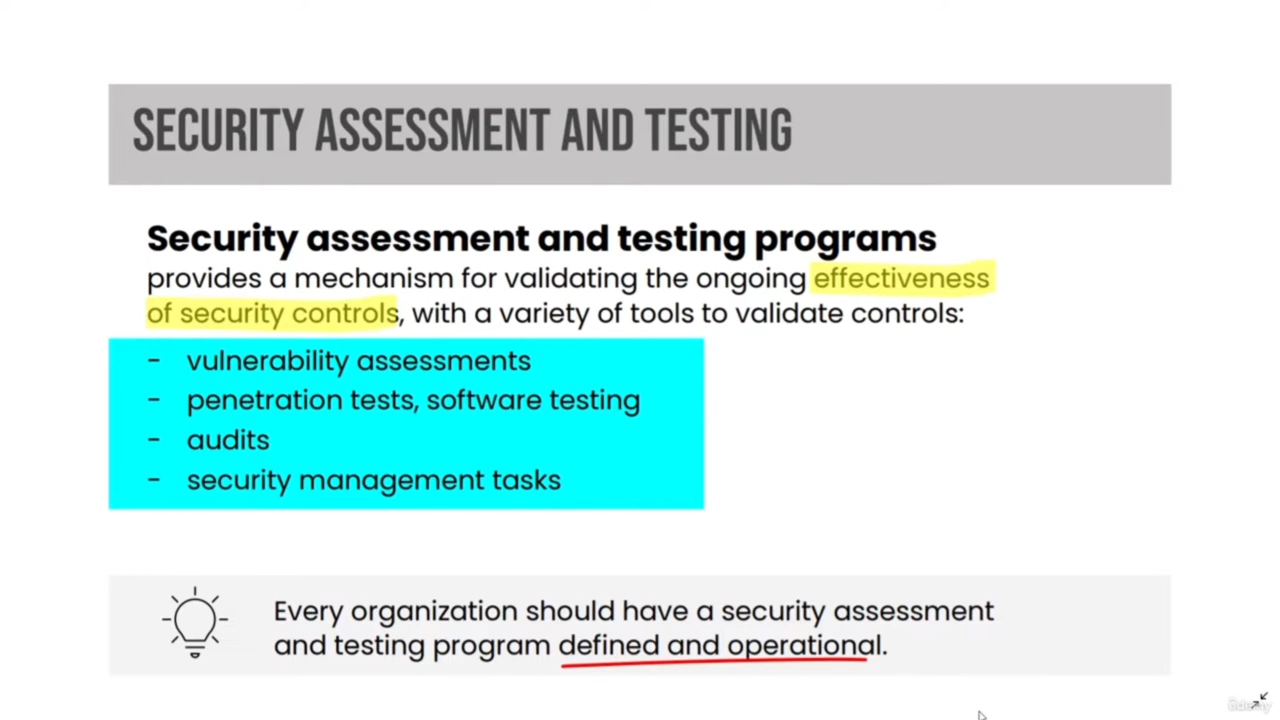 SECURITY ASSESSMENT AND TESTING
Security assessment and testing programs
provides a mechanism for validating the ongoing effectiveness
of security controls, with a variety of tools to validate controls:
- vulnerability assessments
- penetration tests, software testing
- audits
- security management tasks
Every organization should have a security assessment
and testing program defined and operational.
Udemy